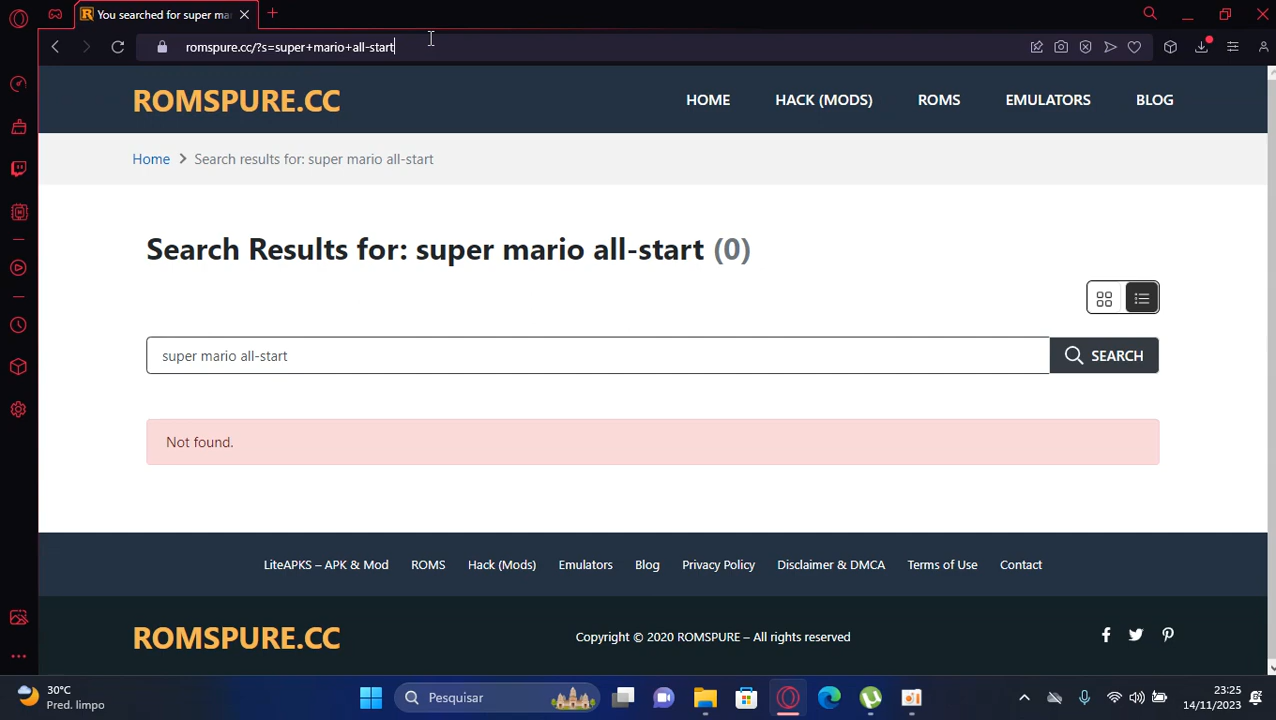 You searched for super ma
romspure.cc/?s=super+mario+all-start
ROMSPURE.CC
HOME
HACK (MODS)
ROMS
EMULATORS
BLOG
Home
Search results for: super mario all-start
Search Results for: super mario all-start (0)
super mario all-start
SEARCH
Not found.
LiteAPKS – APK & Mod
ROMS
Hack (Mods)
Emulators
Blog
Privacy Policy
Disclaimer & DMCA
Terms of Use
Contact
ROMSPURE.CC
Copyright © 2020 ROMSPURE – All rights reserved
30°C
Pred. limpo
Pesquisar
23:25
14/11/2023